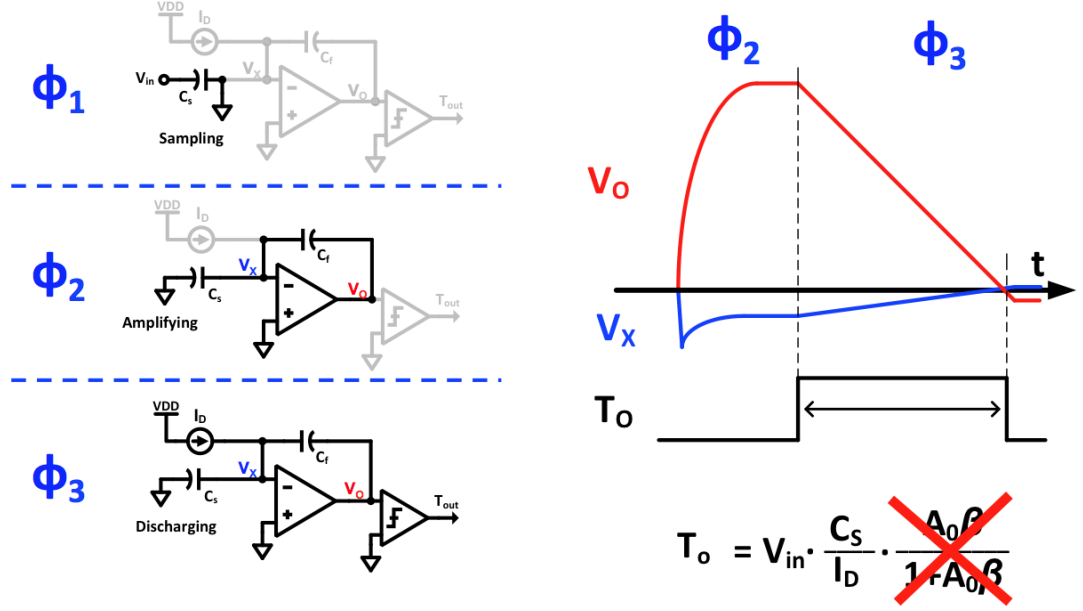 ϕ1
VDD
ID
Vin
Cs
VX
Cf
VO
Tout
Sampling
ϕ2
VDD
ID
Cs
VX
Cf
VO
Tout
Amplifying
ϕ3
VDD
ID
Cs
VX
Cf
VO
Tout
Discharging
ϕ2 ϕ3
VO
t
VX
TO
To = Vin · CS/ID · A0β/1+A0β